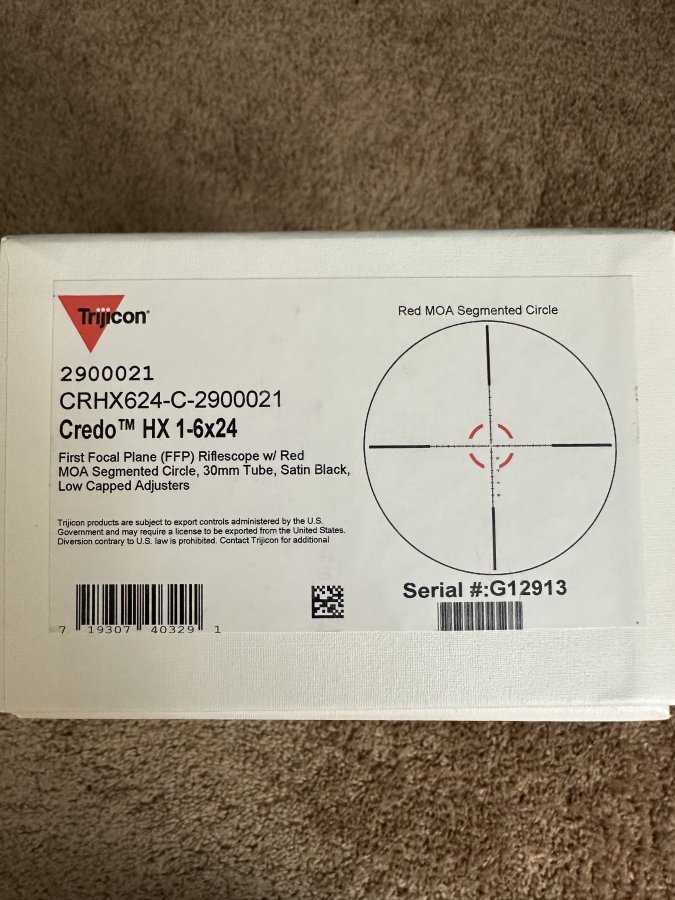 Trijicon®
2900021
CRHX624-C-2900021
Credo™ HX 1-6x24
First Focal Plane (FFP) Riflescope w/ Red
MOA Segmented Circle, 30mm Tube, Satin Black,
Low Capped Adjusters
Trijicon products are subject to export controls administered by the U.S.
Government and may require a license to be exported from the United States.
Diversion contrary to U.S. law is prohibited. Contact Trijicon for additional
7 19307 40329 1
Red MOA Segmented Circle
Serial #:G12913